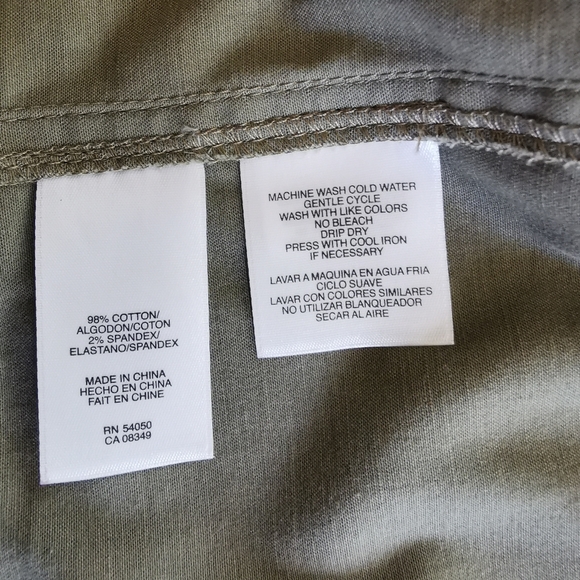 98% COTTON/
ALGODON/COTON
2% SPANDEX/
ELASTANO/SPANDEX
MADE IN CHINA
HECHO EN CHINA
FAIT EN CHINE
RN 54050
CA 08349
MACHINE WASH COLD WATER
GENTLE CYCLE
WASH WITH LIKE COLORS
NO BLEACH
DRIP DRY
PRESS WITH COOL IRON
IF NECESSARY
LAVAR A MAQUINA EN AGUA FRIA
CICLO SUAVE
LAVAR CON COLORES SIMILARES
NO UTILIZAR BLANQUEADOR
SECAR AL AIRE